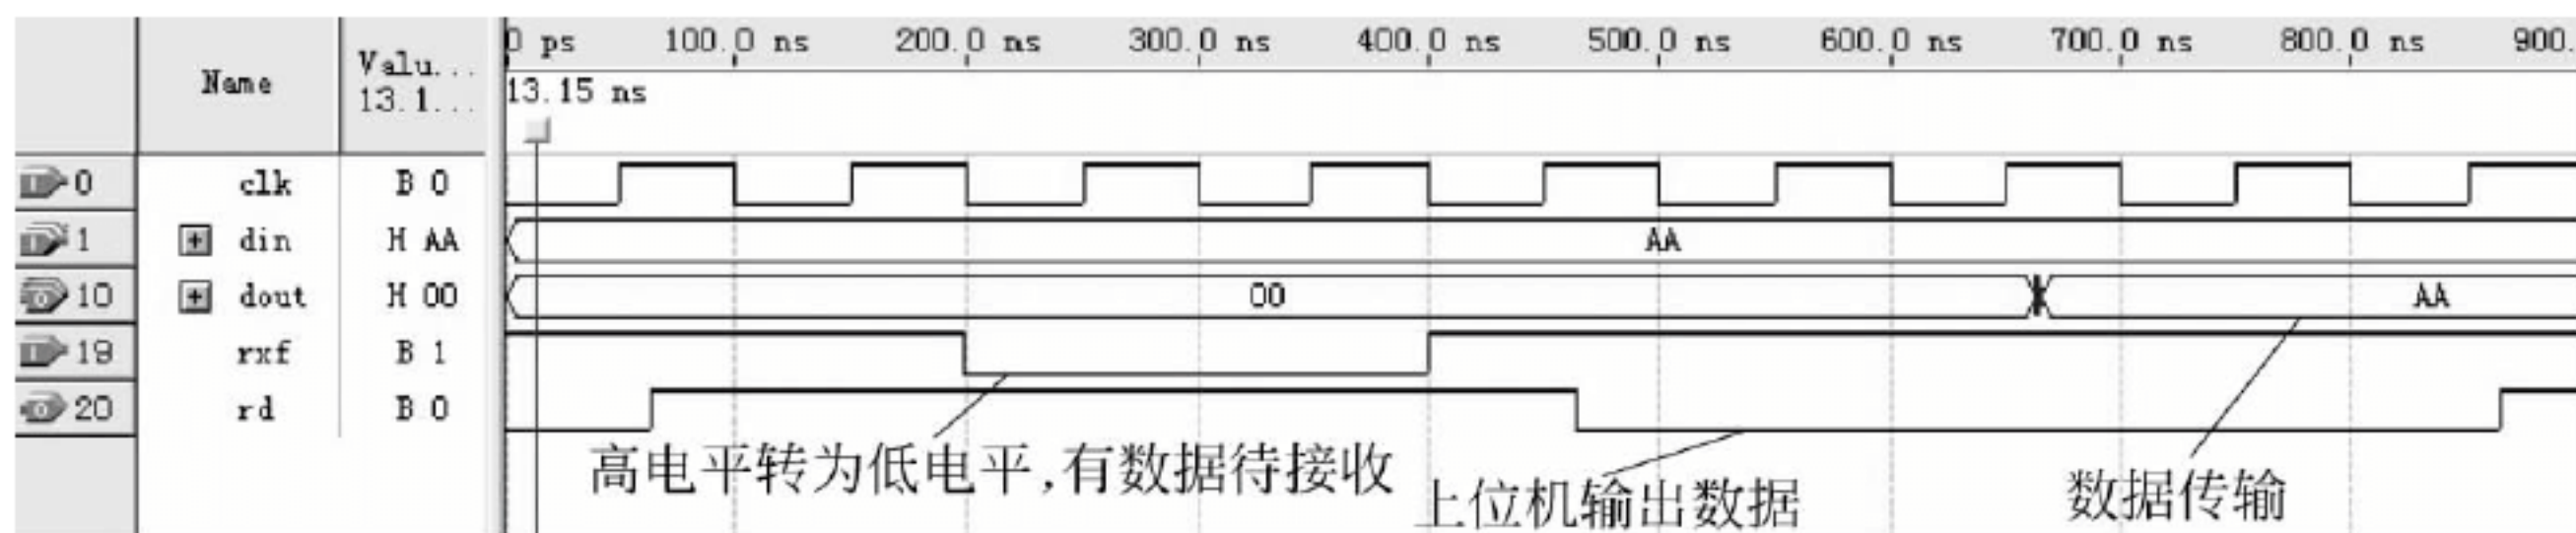 0 ps 100.0 ns 200.0 ns 300.0 ns 400.0 ns 500.0 ns 600.0 ns 700.0 ns 800.0 ns 900.
Name Valu... 13.1...
13.15 ns
0 clk B 0
1 din H AA AA
10 dout H 00 00 AA
19 rxf B 1
20 rd B 0
高电平转为低电平,有数据待接收
上位机输出数据
数据传输